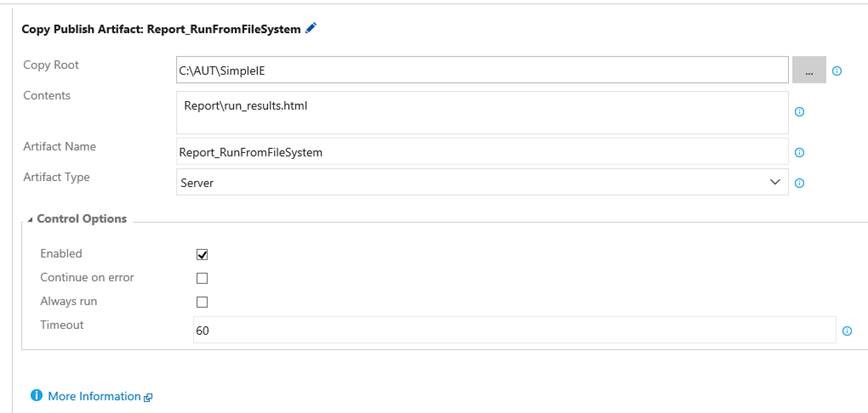 Copy Publish Artifact: Report_RunFromFileSystem
Copy Root
C:\AUT\SimpleIE
...
Contents
Report\run_results.html
Artifact Name
Report_RunFromFileSystem
Artifact Type
Server
Control Options
Enabled
Continue on error
Always run
Timeout
60
More Information